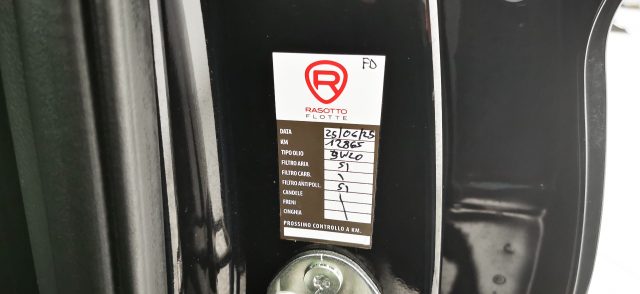 FD
R
RASOTTO
FLOTTE
DATA 25/06/25
KM 12865
TIPO OLIO 0W20
FILTRO ARIA SI
FILTRO CARB. \
FILTRO ANTIPOLL. SI
CANDELE \
FRENI \
CINGHIA \
PROSSIMO CONTROLLO A KM.